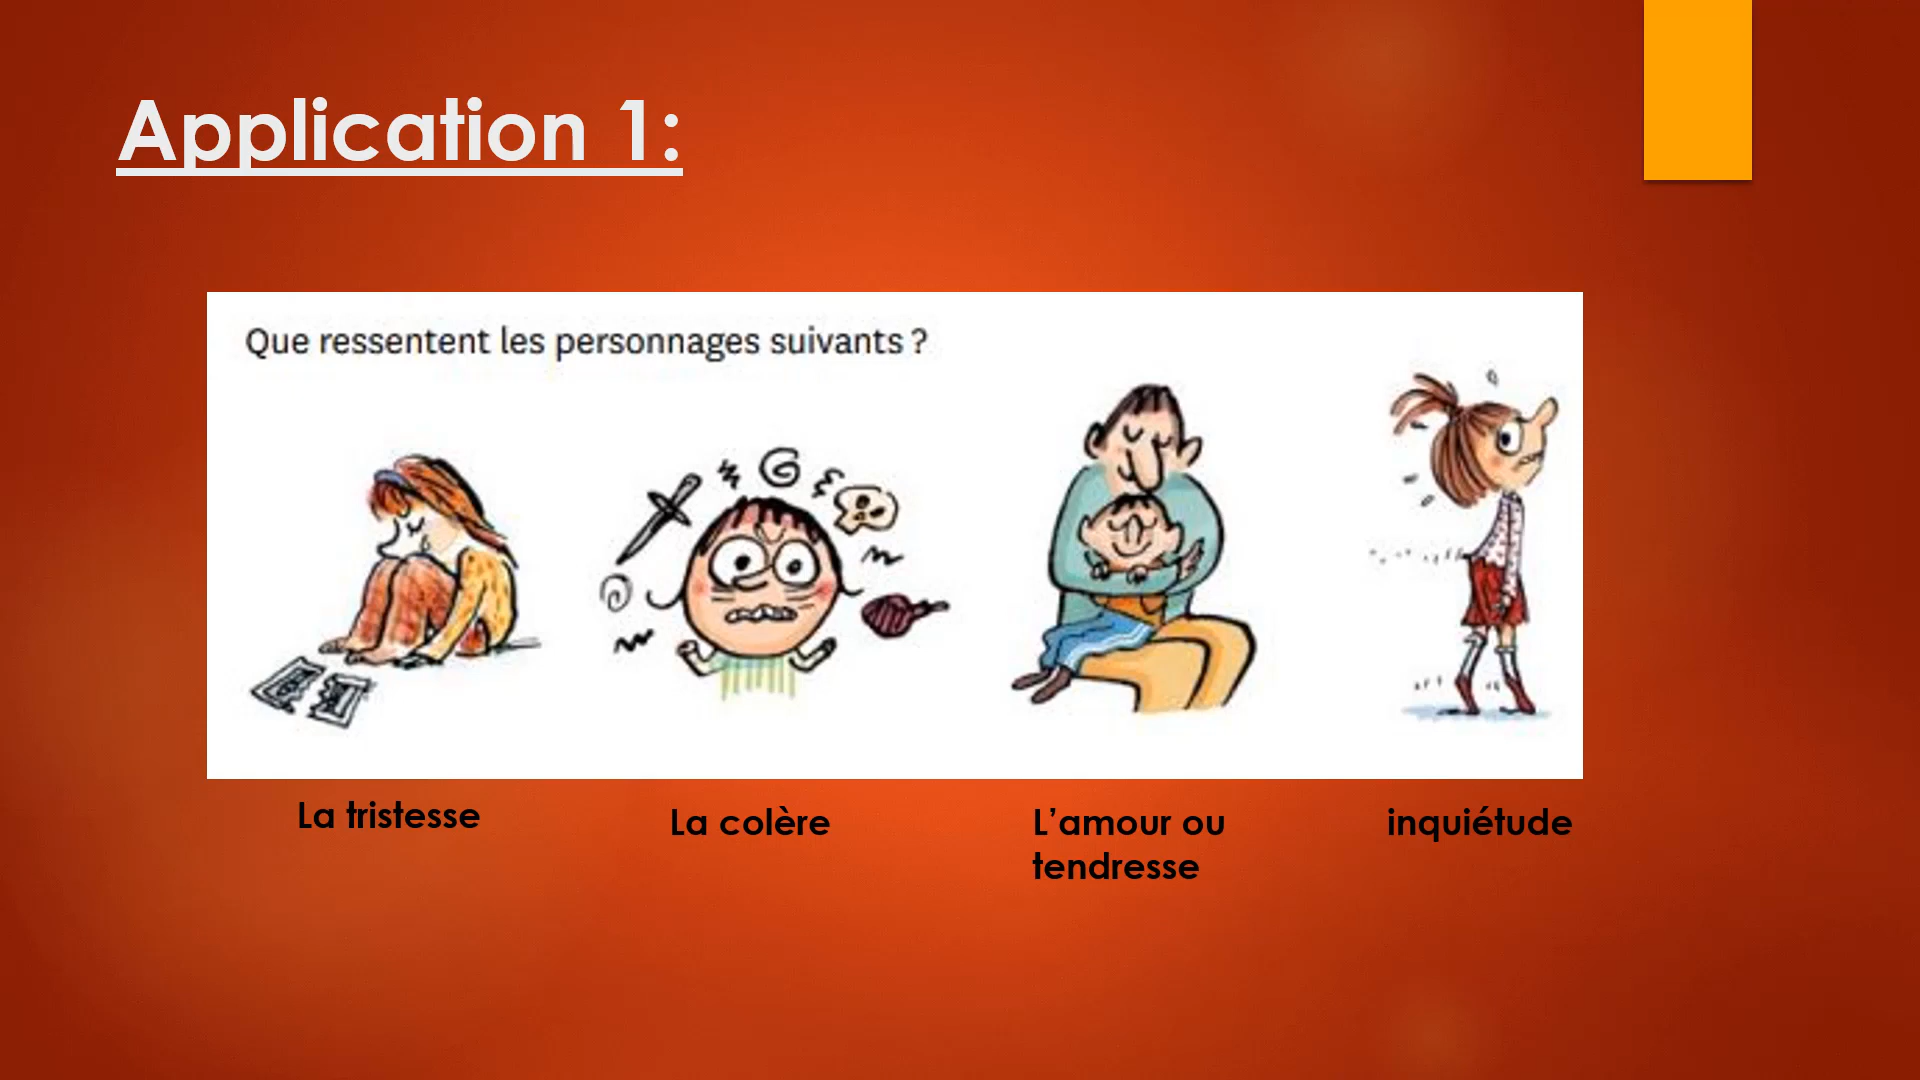 Application 1:
Que ressentent les personnages suivants ?
La tristesse
La colère
L'amour ou
tendresse
inquiétude